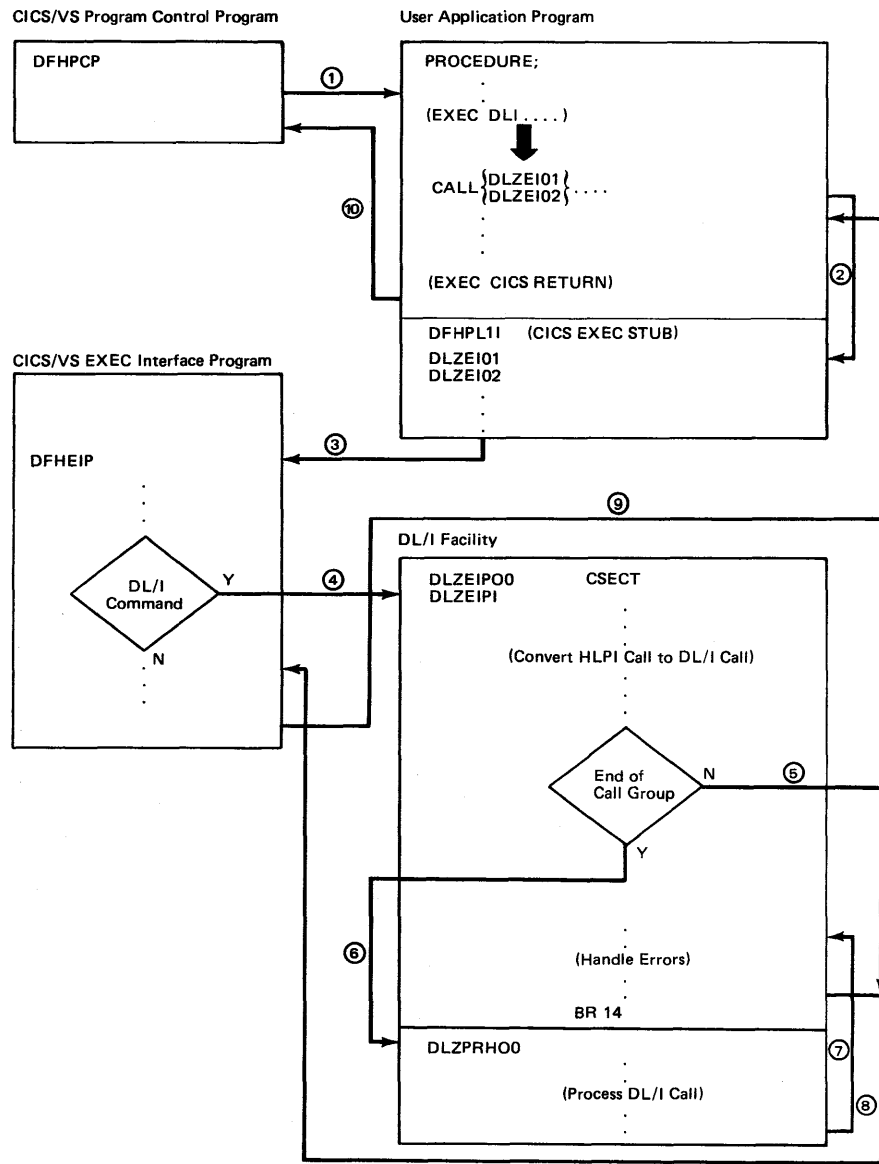 CICS/VS Program Control Program
DFHPCP
①
⑩
User Application Program
PROCEDURE;
(EXEC DLI....)
CALL {DLZEI01} ....
{DLZEI02}
(EXEC CICS RETURN)
②
DFHPL1I (CICS EXEC STUB)
DLZEI01
DLZEI02
CICS/VS EXEC Interface Program
③
DFHEIP
DL/I
Command
Y
N
④
⑨
DL/I Facility
DLZEIPO0 CSECT
DLZEIPI
(Convert HLPI Call to DL/I Call)
End of
Call Group
N
⑤
Y
⑥
(Handle Errors)
BR 14
⑦
DLZPRHO0
(Process DL/I Call)
⑧